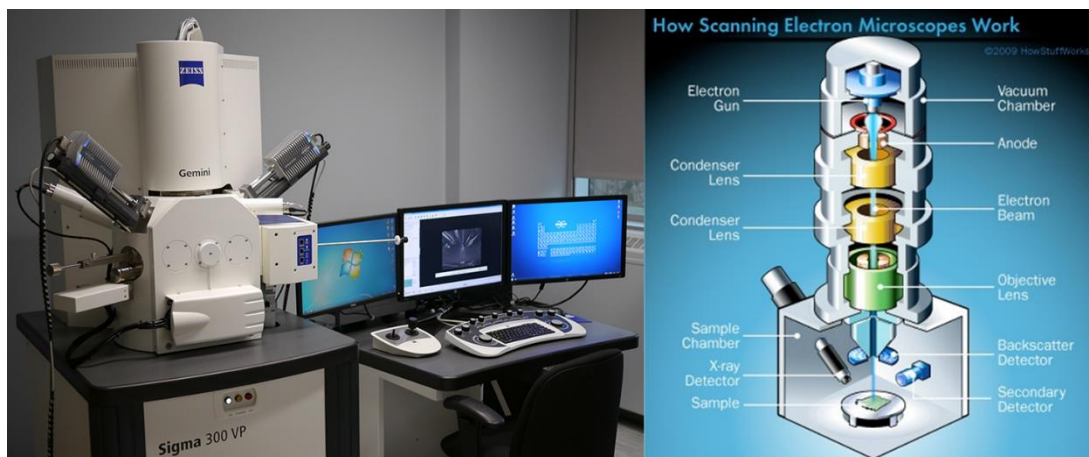 ZEISS
Gemini
Sigma 300 VP
How Scanning Electron Microscopes Work
©2009 HowStuffWorks
Electron
Gun
Condenser
Lens
Condenser
Lens
Sample
Chamber
X-ray
Detector
Sample
Vacuum
Chamber
Anode
Electron
Beam
Objective
Lens
Backscatter
Detector
Secondary
Detector